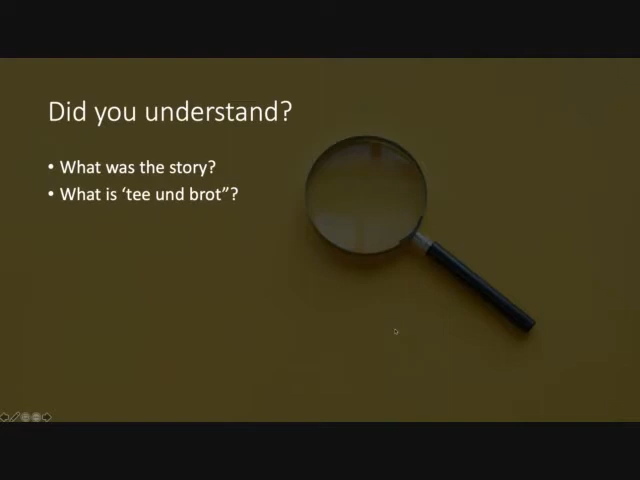 Did you understand?
• What was the story?
• What is ‘tee und brot”?